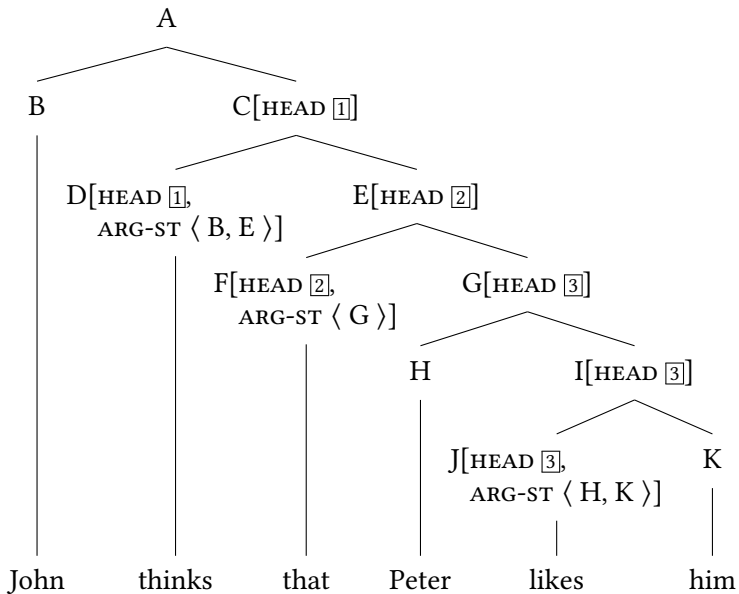 A
B C[HEAD 1]
D[HEAD 1, E[HEAD 2]
ARG-ST ⟨ B, E ⟩]
F[HEAD 2, G[HEAD 3]
ARG-ST ⟨ G ⟩]
H I[HEAD 3]
J[HEAD 3, K
ARG-ST ⟨ H, K ⟩]
John thinks that Peter likes him